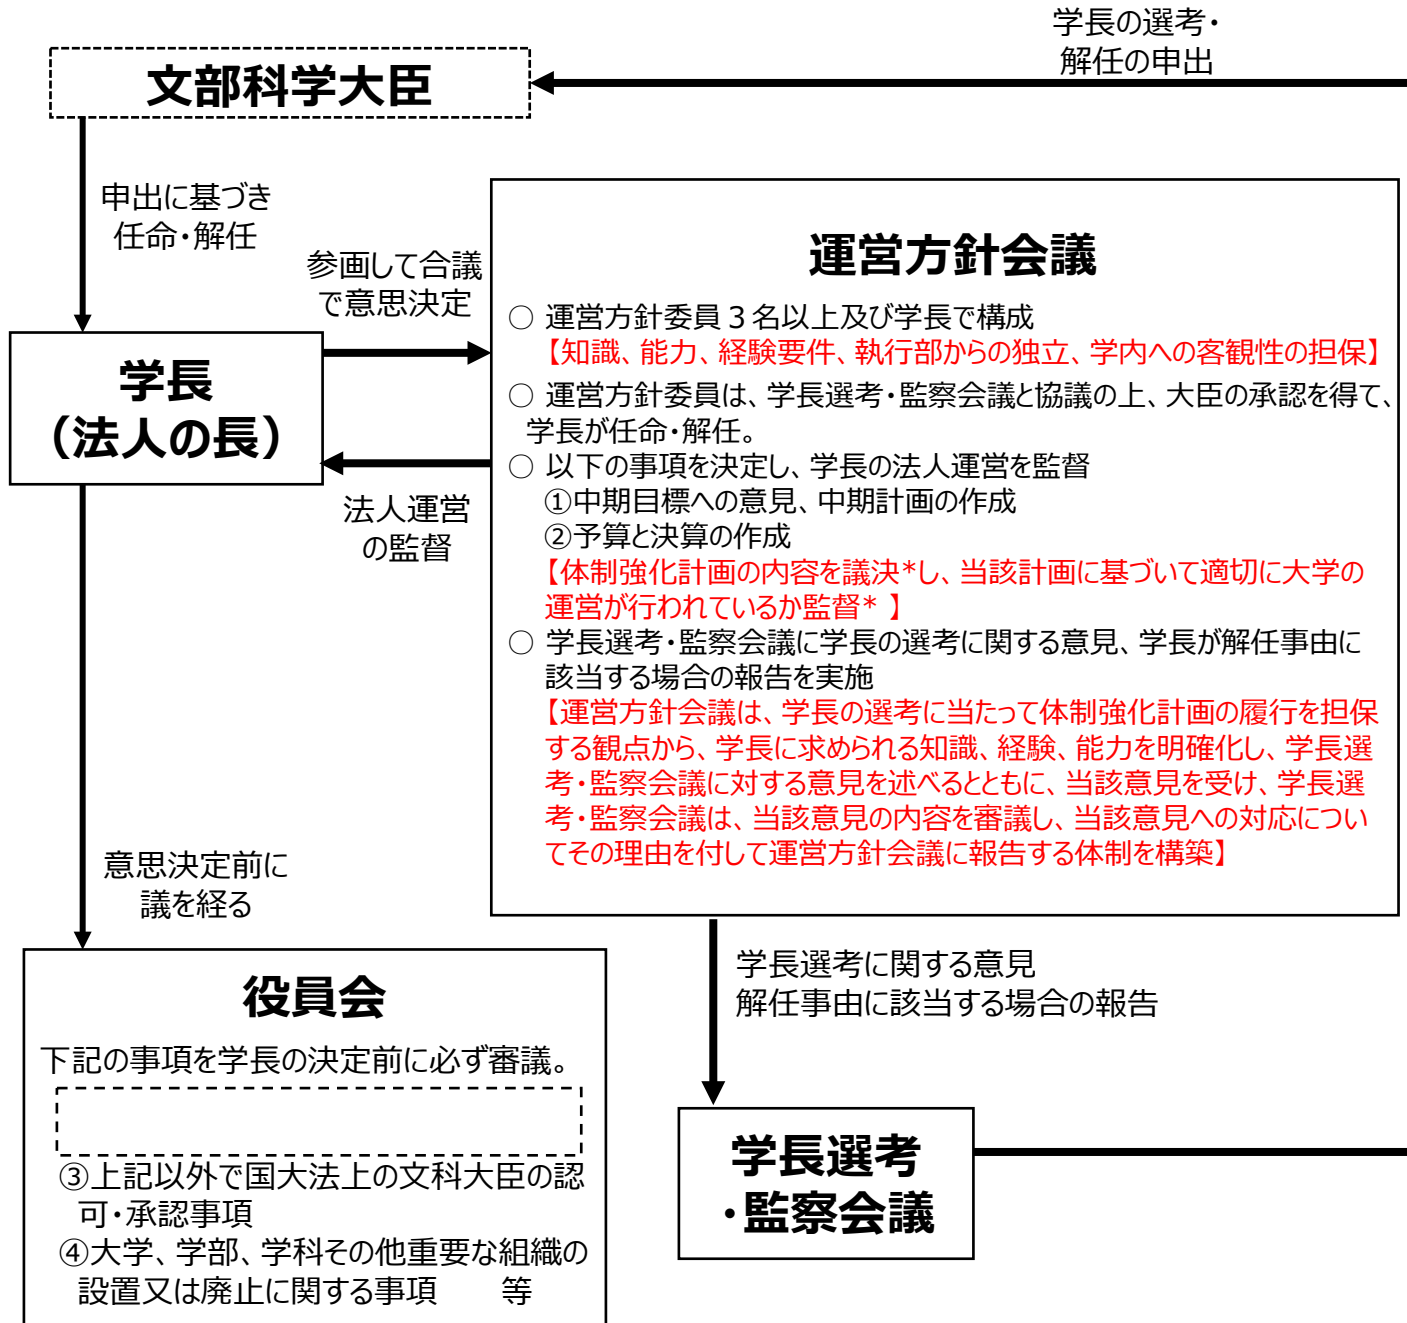 学長の選考・
解任の申出
文部科学大臣
申出に基づき
任命・解任
参画して合議
で意思決定
学長
（法人の長）
法人運営
の監督
運営方針会議
○ 運営方針委員３名以上及び学長で構成
【知識、能力、経験要件、執行部からの独立、学内への客観性の担保】
○ 運営方針委員は、学長選考・監察会議と協議の上、大臣の承認を得て、
学長が任命・解任。
○ 以下の事項を決定し、学長の法人運営を監督
①中期目標への意見、中期計画の作成
②予算と決算の作成
【体制強化計画の内容を議決*し、当該計画に基づいて適切に大学の
運営が行われているか監督* 】
○ 学長選考・監察会議に学長の選考に関する意見、学長が解任事由に
該当する場合の報告を実施
【運営方針会議は、学長の選考に当たって体制強化計画の履行を担保
する観点から、学長に求められる知識、経験、能力を明確化し、学長選
考・監察会議に対する意見を述べるとともに、当該意見を受け、学長選
考・監察会議は、当該意見の内容を審議し、当該意見への対応につい
てその理由を付して運営方針会議に報告する体制を構築】
意思決定前に
議を経る
役員会
下記の事項を学長の決定前に必ず審議。
③上記以外で国大法上の文科大臣の認
可・承認事項
④大学、学部、学科その他重要な組織の
設置又は廃止に関する事項　　等
学長選考に関する意見
解任事由に該当する場合の報告
学長選考
・監察会議